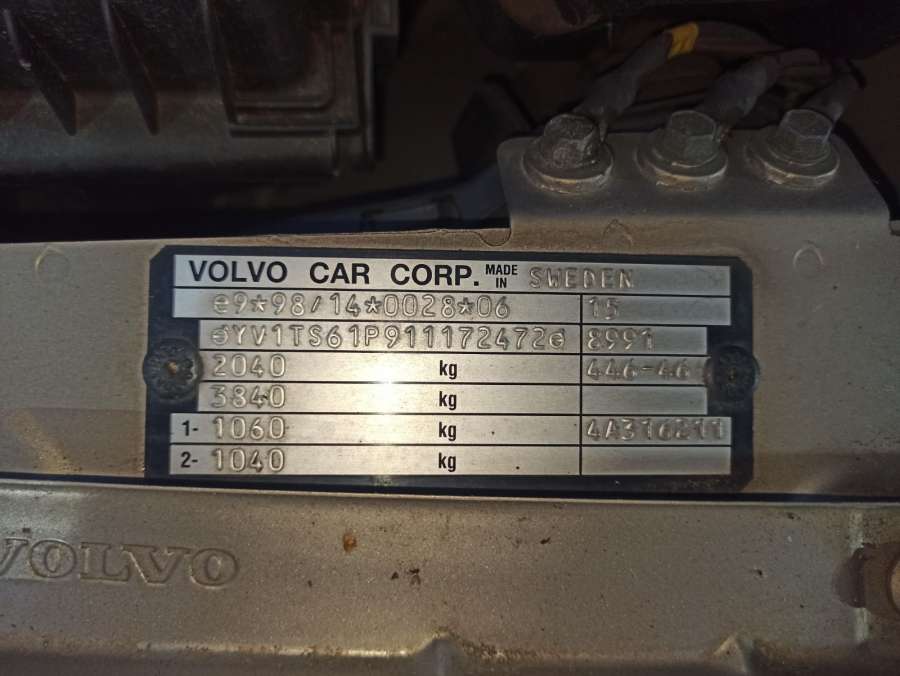 VOLVO CAR CORP. MADE IN SWEDEN
e9*98/14*0028*06 15
YV1TS61P911172472 8991
2040 kg 446-46
3840 kg
1- 1060 kg 4A316211
2- 1040 kg
VOLVO